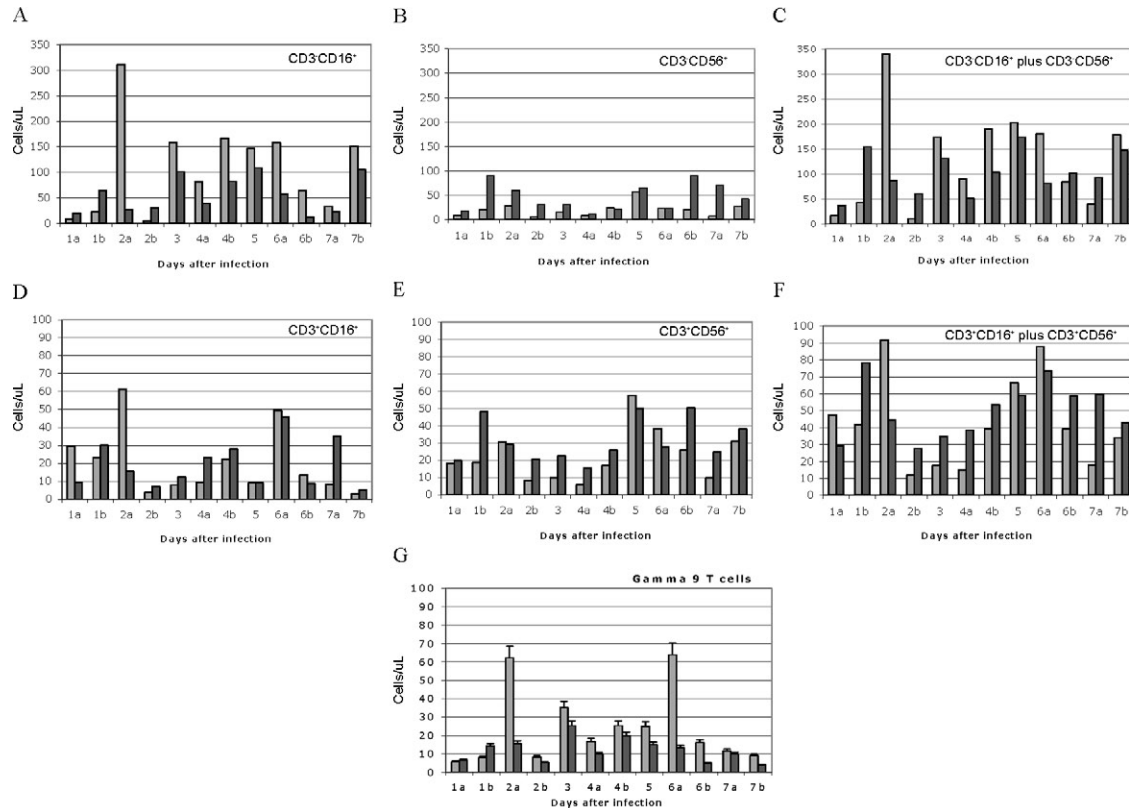 A
CD3-CD16+
350
300
250
200
150
100
50
0
Cells/uL
1a 1b 2a 2b 3 4a 4b 5 6a 6b 7a 7b
Days after infection
B
CD3-CD56+
350
300
250
200
150
100
50
0
Cells/uL
1a 1b 2a 2b 3 4a 4b 5 6a 6b 7a 7b
Days after infection
C
CD3-CD16+ plus CD3-CD56+
350
300
250
200
150
100
50
0
Cells/uL
1a 1b 2a 2b 3 4a 4b 5 6a 6b 7a 7b
Days after infection
D
CD3+CD16+
100
90
80
70
60
50
40
30
20
10
0
Cells/uL
1a 1b 2a 2b 3 4a 4b 5 6a 6b 7a 7b
Days after infection
E
CD3+CD56+
100
90
80
70
60
50
40
30
20
10
0
Cells/uL
1a 1b 2a 2b 3 4a 4b 5 6a 6b 7a 7b
Days after infection
F
CD3+CD16+ plus CD3+CD56+
100
90
80
70
60
50
40
30
20
10
0
Cells/uL
1a 1b 2a 2b 3 4a 4b 5 6a 6b 7a 7b
Days after infection
G
Gamma 9 T cells
100
90
80
70
60
50
40
30
20
10
0
Cells/uL
1a 1b 2a 2b 3 4a 4b 5 6a 6b 7a 7b
Days after infection